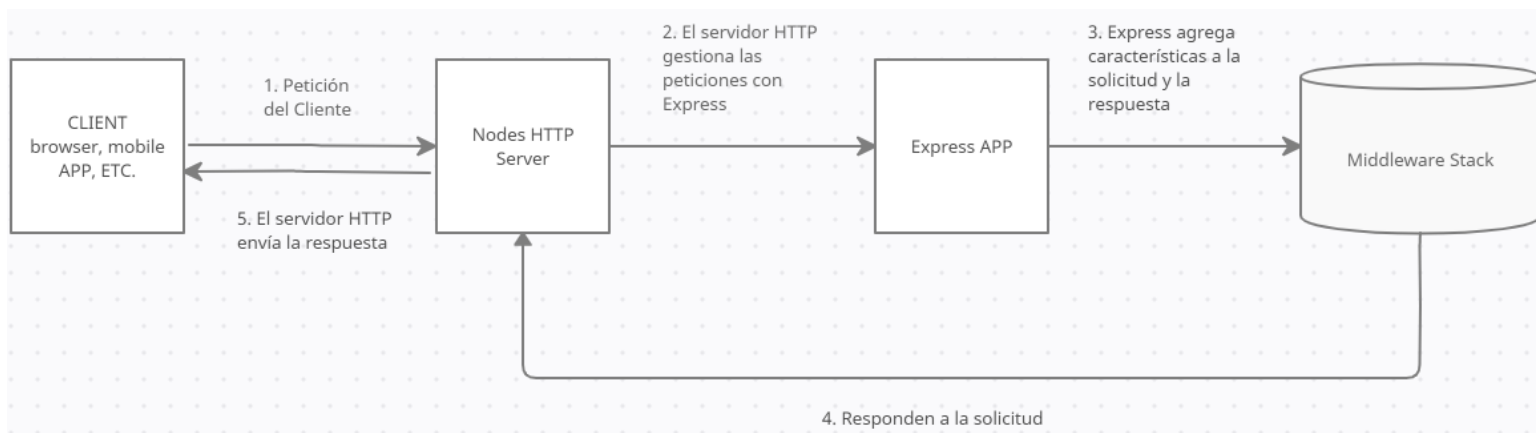 CLIENT
browser, mobile
APP, ETC.
1. Petición
del Cliente
5. El servidor HTTP
envía la respuesta
Nodes HTTP
Server
2. El servidor HTTP
gestiona las
peticiones con
Express
Express APP
3. Express agrega
características a la
solicitud y la
respuesta
Middleware Stack
4. Responden a la solicitud